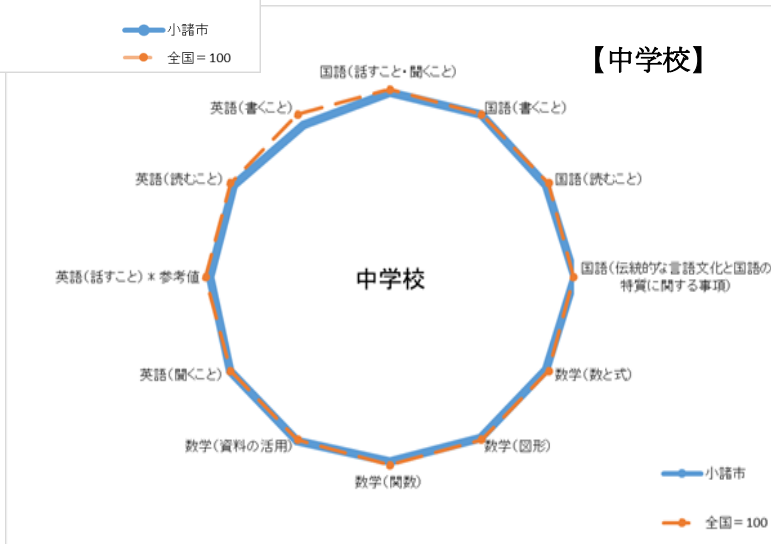 小諸市
全国=100
【中学校】
国語(話すこと・聞くこと)
英語(書くこと)
国語(書くこと)
英語(読むこと)
国語(読むこと)
英語(話すこと)*参考値
中学校
国語(伝統的な言語文化と国語の
特質に関する事項)
英語(聞くこと)
数学(数と式)
数学(資料の活用)
数学(図形)
数学(関数)
小諸市
全国=100